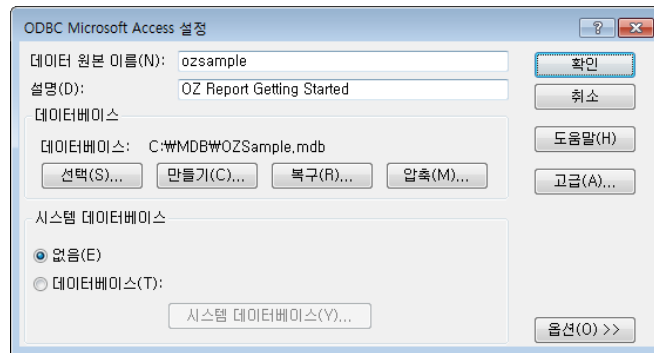 ODBC Microsoft Access 설정
데이터 원본 이름(N): ozsample
설명(D): OZ Report Getting Started
데이터베이스
데이터베이스: C:₩MDB₩OZSample.mdb
선택(S)... 만들기(C)... 복구(R)... 압축(M)...
시스템 데이터베이스
없음(E)
데이터베이스(T):
시스템 데이터베이스(Y)...
확인
취소
도움말(H)
고급(A)...
옵션(O) >>